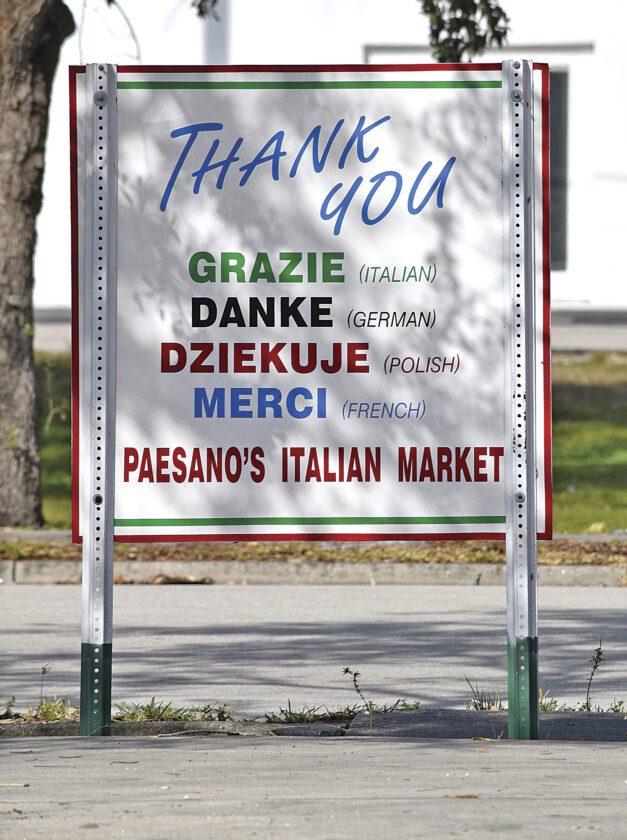 THANK
YOU
GRAZIE (ITALIAN)
DANKE (GERMAN)
DZIEKUJE (POLISH)
MERCI (FRENCH)
PAESANO'S ITALIAN MARKET